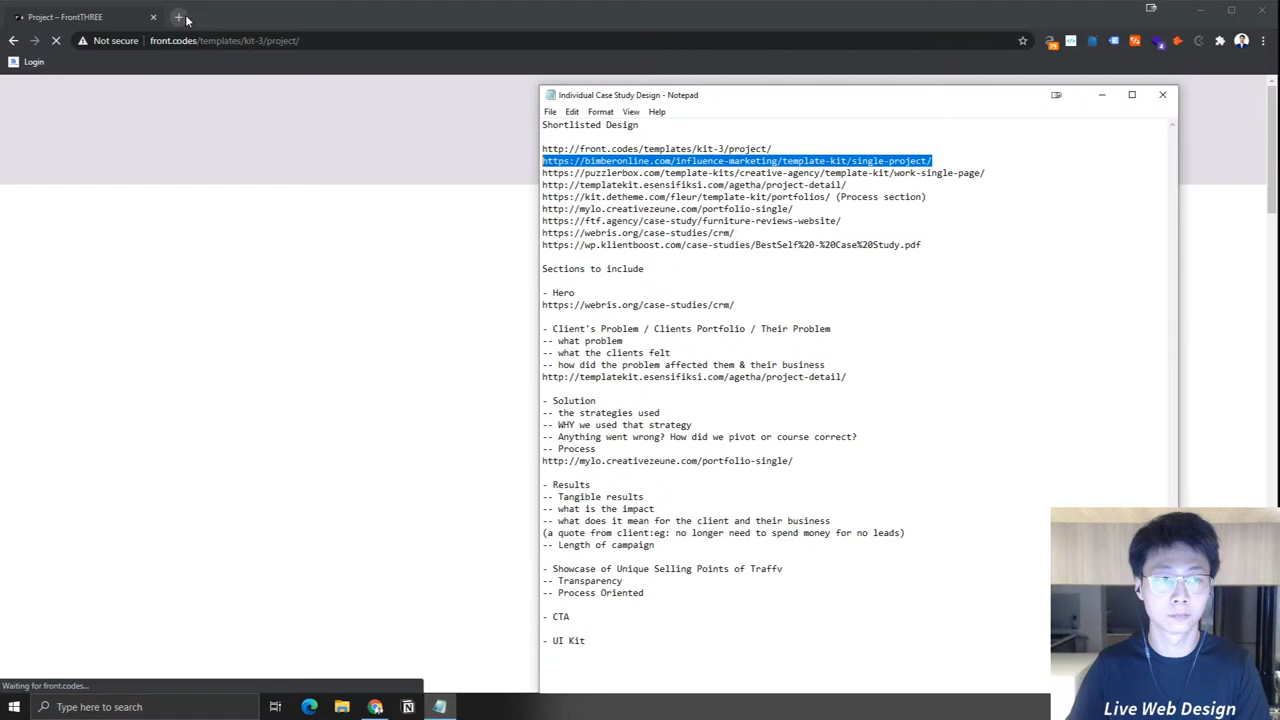 Project – FrontTHREE
Not secure
front.codes/templates/kit-3/project/
Login
Individual Case Study Design - Notepad
File Edit Format View Help
Shortlisted Design
http://front.codes/templates/kit-3/project/
https://bimberonline.com/influence-marketing/template-kit/single-project/
https://puzzlerbox.com/template-kits/creative-agency/template-kit/work-single-page/
http://templatekit.esensifiksi.com/agetha/project-detail/
https://kit.detheme.com/fleur/template-kit/portfolios/ (Process section)
http://mylo.creativezeune.com/portfolio-single/
https://ftf.agency/case-study/furniture-reviews-website/
https://webris.org/case-studies/crm/
https://wp.klientboost.com/case-studies/BestSelf%20-%20Case%20Study.pdf
Sections to include
- Hero
https://webris.org/case-studies/crm/
- Client's Problem / Clients Portfolio / Their Problem
-- what problem
-- what the clients felt
-- how did the problem affected them & their business
http://templatekit.esensifiksi.com/agetha/project-detail/
- Solution
-- the strategies used
-- WHY we used that strategy
-- Anything went wrong? How did we pivot or course correct?
-- Process
http://mylo.creativezeune.com/portfolio-single/
- Results
-- Tangible results
-- what is the impact
-- what does it mean for the client and their business
(a quote from client:eg: no longer need to spend money for no leads)
-- Length of campaign
- Showcase of Unique Selling Points of Traffv
-- Transparency
-- Process Oriented
- CTA
- UI Kit
Waiting for front.codes...
Type here to search
Live Web Design